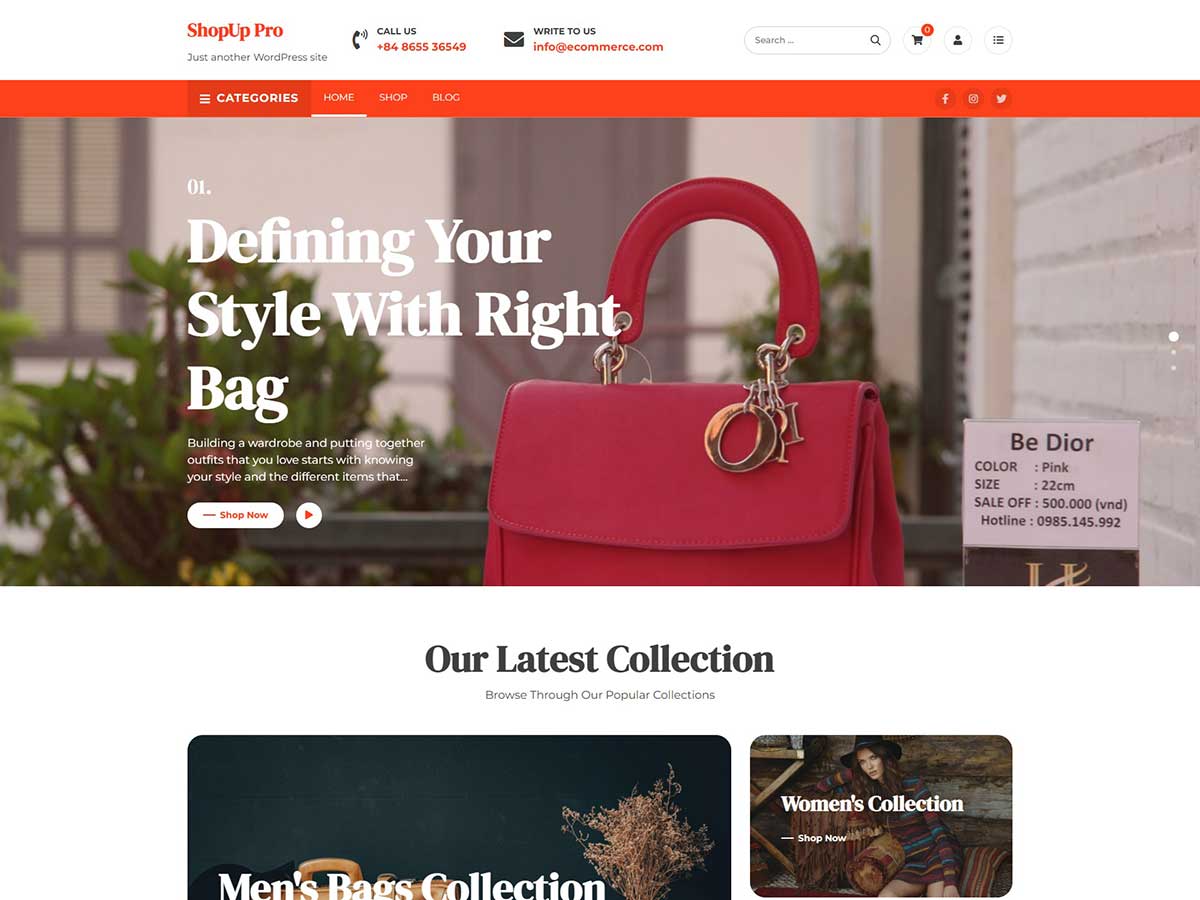 ShopUp Pro
Just another WordPress site
CALL US
+84 8655 36549
WRITE TO US
info@ecommerce.com
Search ...
0
CATEGORIES
HOME
SHOP
BLOG
01.
Defining Your
Style With Right
Bag
Building a wardrobe and putting together
outfits that you love starts with knowing
your style and the different items that...
Shop Now
Be Dior
COLOR : Pink
SIZE : 22cm
SALE OFF : 500.000 (vnd)
Hotline : 0985.145.992
Our Latest Collection
Browse Through Our Popular Collections
Women's Collection
Shop Now
Men's Bags Collection